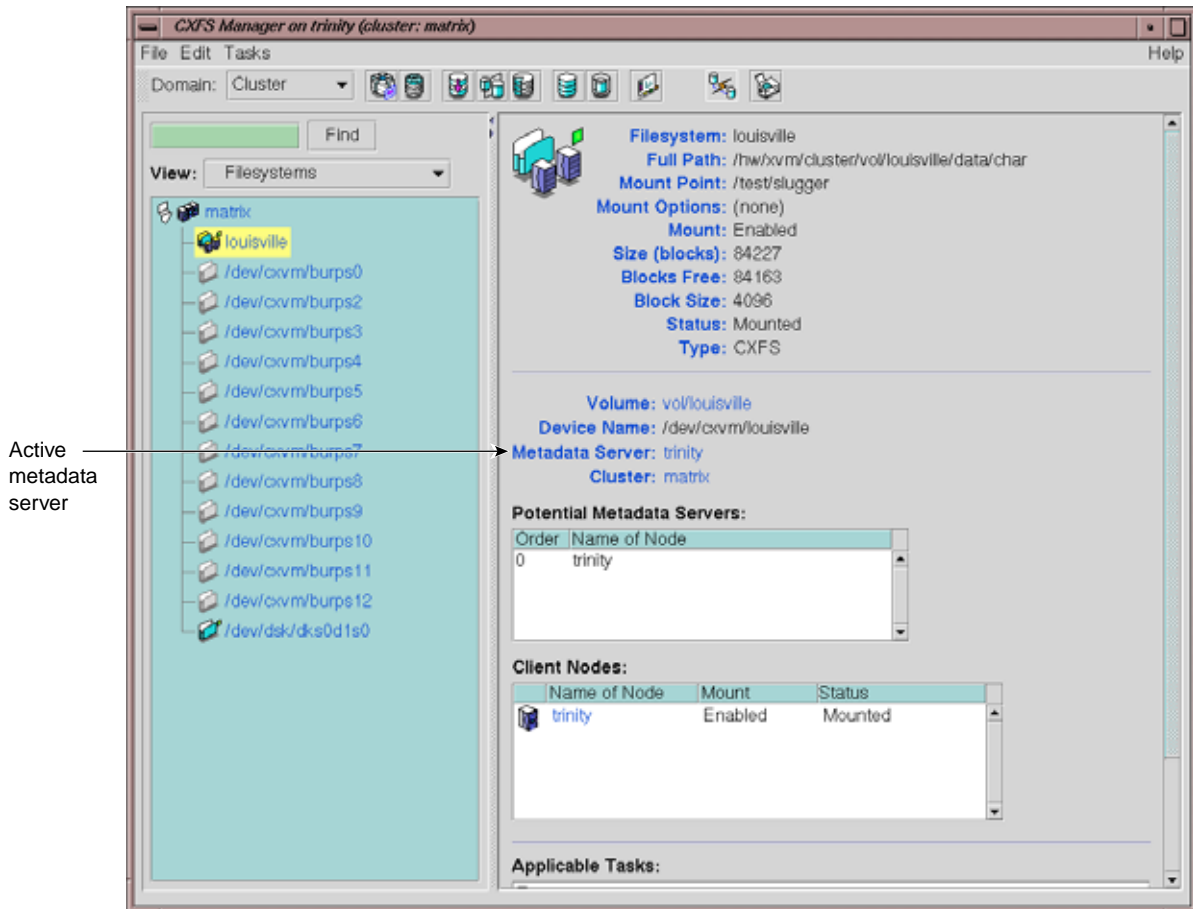 CXFS Manager on trinity (cluster: matrix)
File Edit Tasks Help
Domain: Cluster
Find
View: Filesystems
matrix
louisville
/dev/cxvm/burps0
/dev/cxvm/burps2
/dev/cxvm/burps3
/dev/cxvm/burps4
/dev/cxvm/burps5
/dev/cxvm/burps6
/dev/cxvm/burps7
/dev/cxvm/burps8
/dev/cxvm/burps9
/dev/cxvm/burps10
/dev/cxvm/burps11
/dev/cxvm/burps12
/dev/dsk/dks0d1s0
Active
metadata
server
Filesystem: louisville
Full Path: /hw/xvm/cluster/vol/louisville/data/char
Mount Point: /test/slugger
Mount Options: (none)
Mount: Enabled
Size (blocks): 84227
Blocks Free: 84163
Block Size: 4096
Status: Mounted
Type: CXFS
Volume: vol/louisville
Device Name: /dev/cxvm/louisville
Metadata Server: trinity
Cluster: matrix
Potential Metadata Servers:
Order Name of Node
0 trinity
Client Nodes:
Name of Node Mount Status
trinity Enabled Mounted
Applicable Tasks: